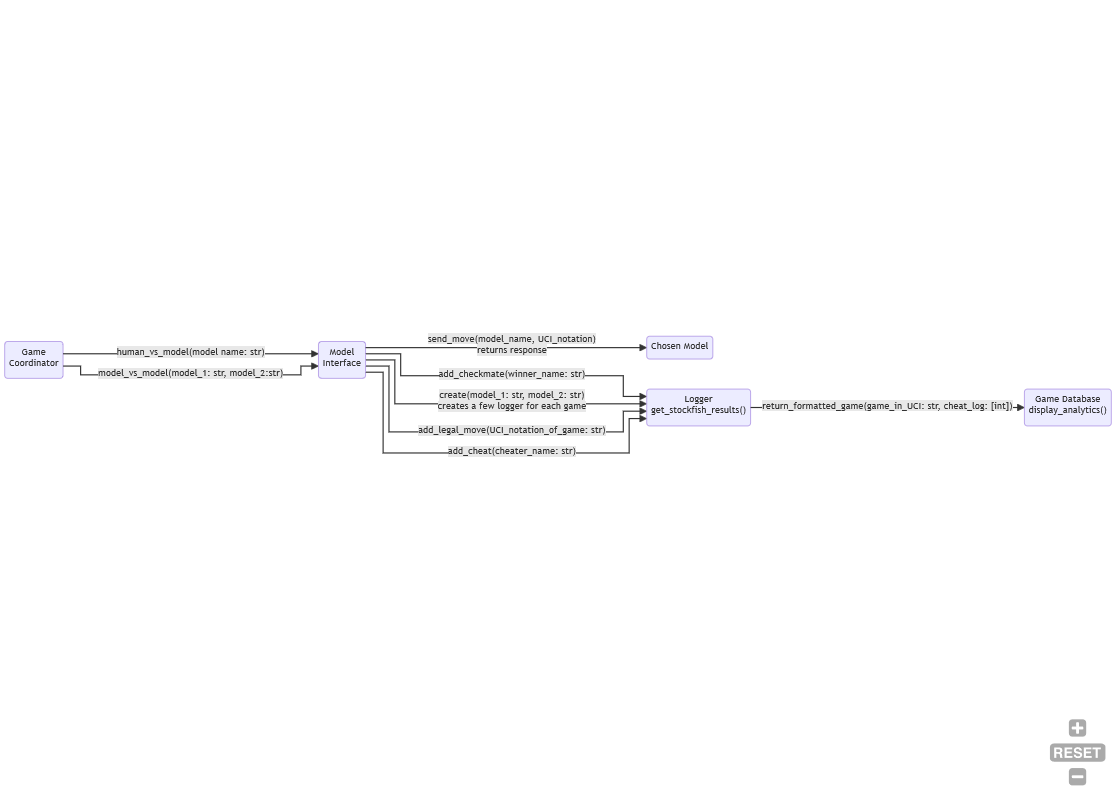 Game
Coordinator
human_vs_model(model name: str)
model_vs_model(model_1: str, model_2:str)
Model
Interface
send_move(model_name, UCI_notation)
returns response
add_checkmate(winner_name: str)
create(model_1: str, model_2: str)
creates a few logger for each game
add_legal_move(UCI_notation_of_game: str)
add_cheat(cheater_name: str)
Chosen Model
Logger
get_stockfish_results()
return_formatted_game(game_in_UCI: str, cheat_log: [int])
Game Database
display_analytics()
RESET